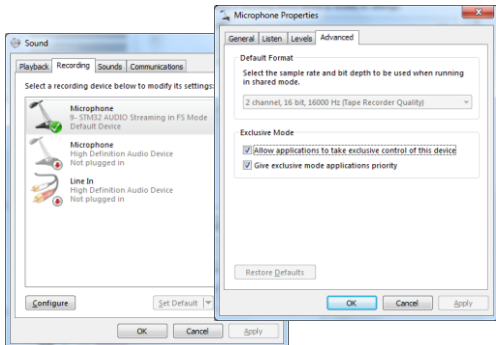 Sound
Playback Recording Sounds Communications
Select a recording device below to modify its settings:
Microphone
9- STM32 AUDIO Streaming in FS Mode
Default Device
Microphone
High Definition Audio Device
Not plugged in
Line In
High Definition Audio Device
Not plugged in
Configure
Set Default
OK Cancel Apply
Microphone Properties
General Listen Levels Advanced
Default Format
Select the sample rate and bit depth to be used when running
in shared mode.
2 channel, 16 bit, 16000 Hz (Tape Recorder Quality)
Exclusive Mode
Allow applications to take exclusive control of this device
Give exclusive mode applications priority
Restore Defaults
OK Cancel Apply